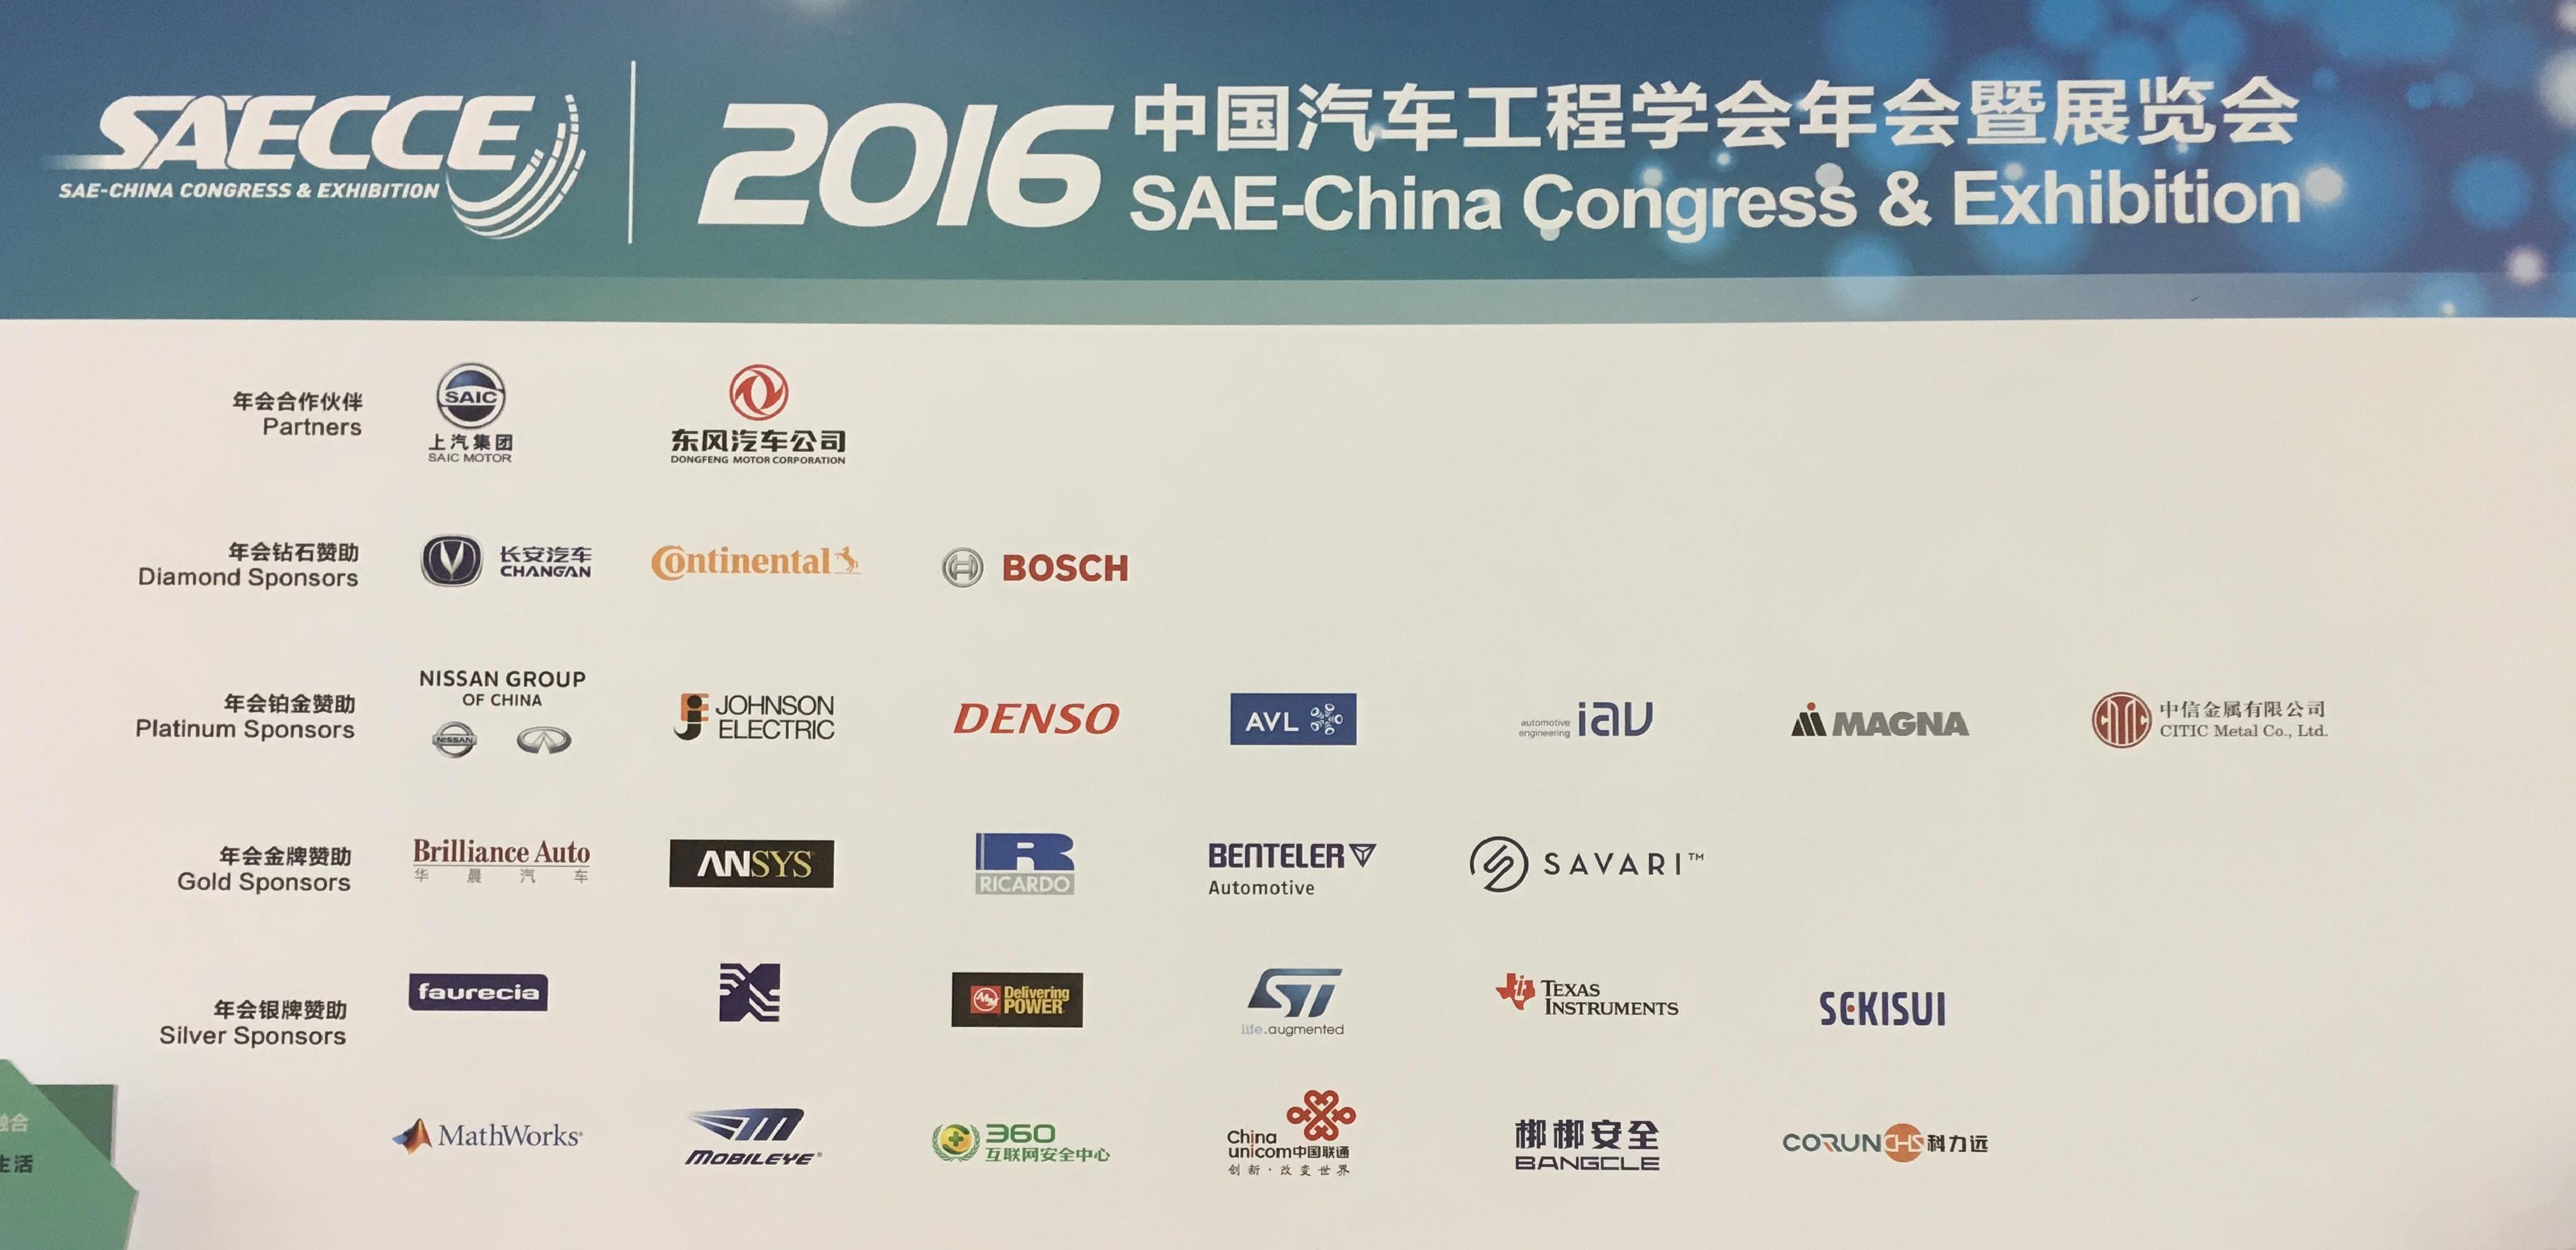 SAECCE
SAE-CHINA CONGRESS & EXHIBITION
2016
中国汽车工程学会年会暨展览会
SAE-China Congress & Exhibition
年会合作伙伴
Partners
SAIC
上汽集团
SAIC MOTOR
东风汽车公司
DONGFENG MOTOR CORPORATION
年会钻石赞助
Diamond Sponsors
长安汽车
CHANGAN
Continental
BOSCH
年会铂金赞助
Platinum Sponsors
NISSAN GROUP
OF CHINA
NISSAN
JOHNSON
ELECTRIC
DENSO
AVL
automotive
engineering
iav
MAGNA
CITIC
中信金属有限公司
CITIC Metal Co., Ltd.
年会金牌赞助
Gold Sponsors
Brilliance Auto
华晨汽车
ANSYS
R
RICARDO
BENTELER
Automotive
SAVARI™
年会银牌赞助
Silver Sponsors
faurecia
AAM
Delivering
POWER
ST
life.augmented
ti
TEXAS
INSTRUMENTS
SEKISUI
MathWorks®
MOBILEYE®
360
互联网安全中心
China
unicom中国联通
创新·改变世界
梆梆安全
BANGCLE
CORUN CHS 科力远
融合
生活